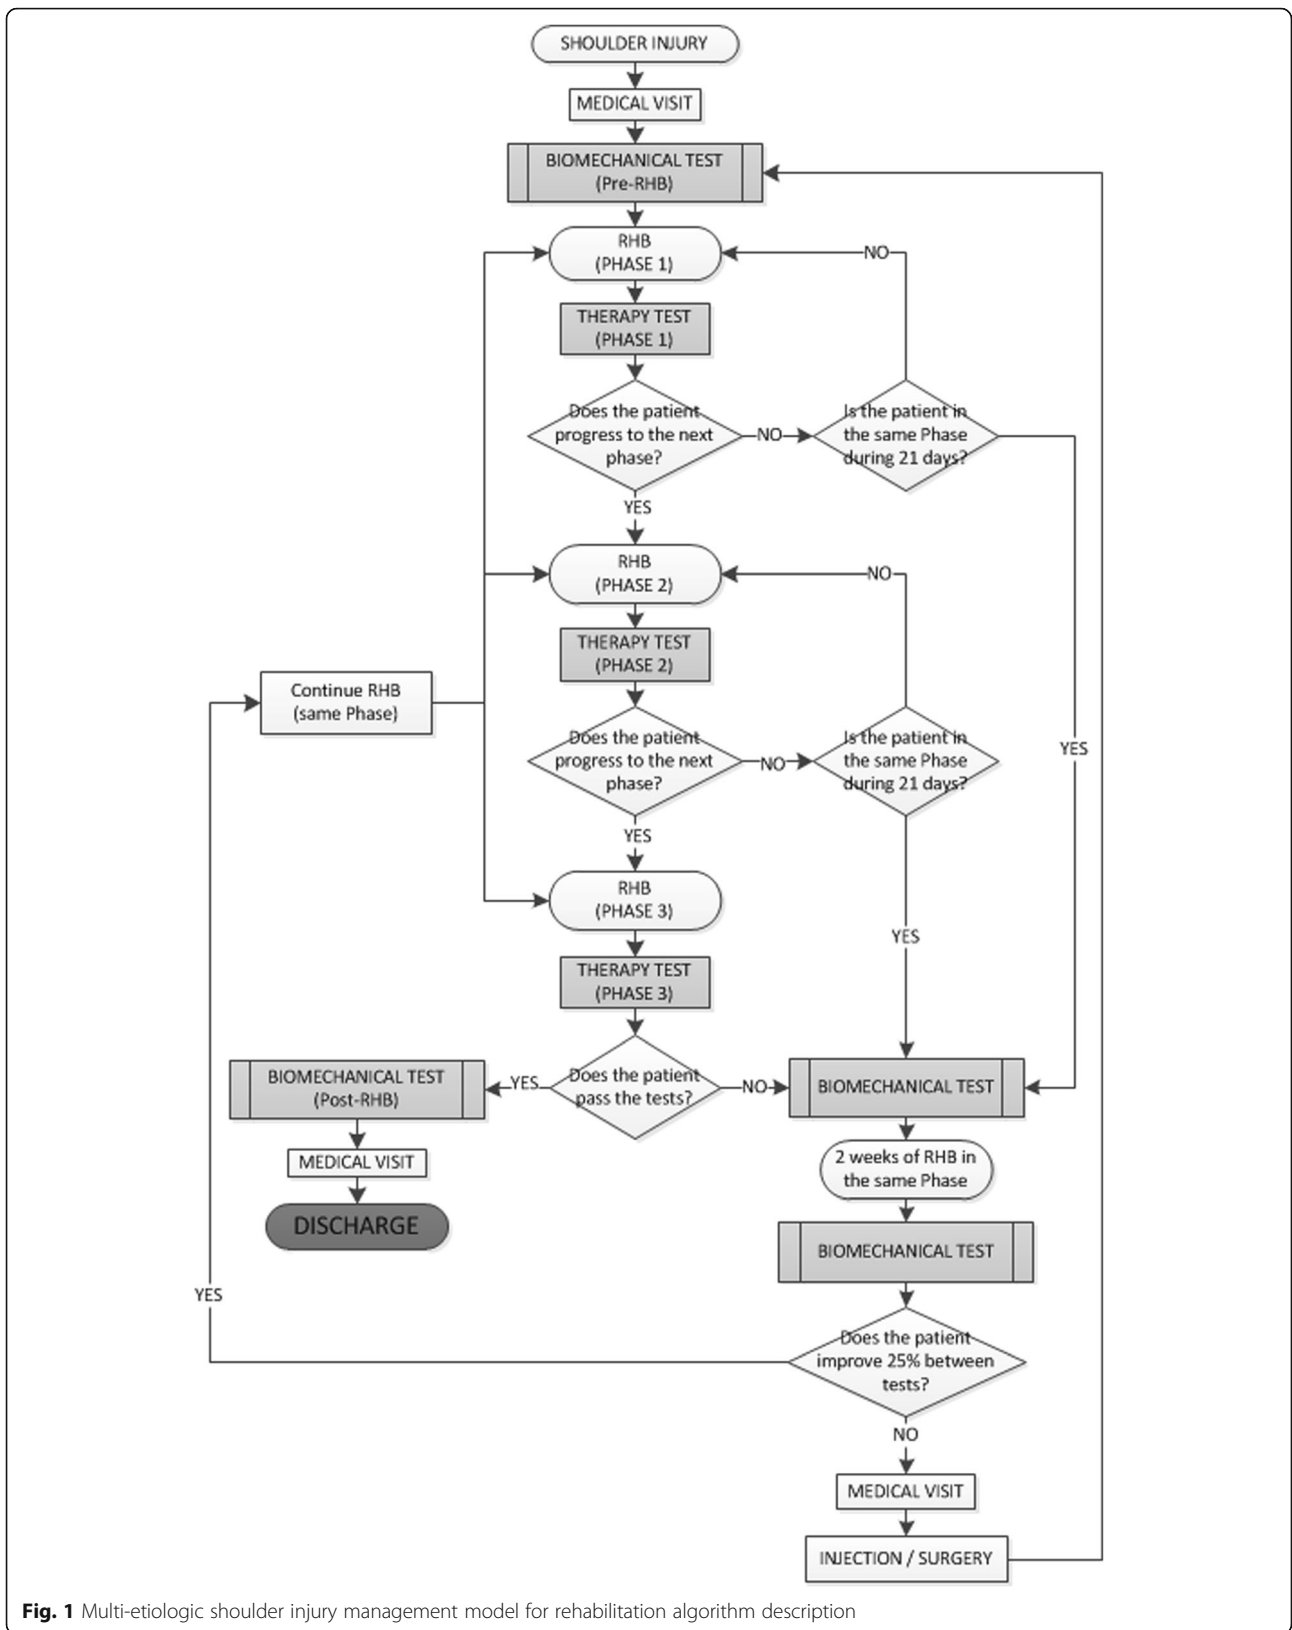 SHOULDER INJURY
MEDICAL VISIT
BIOMECHANICAL TEST
(Pre-RHB)
RHB
(PHASE 1)
NO
THERAPY TEST
(PHASE 1)
Does the patient
progress to the next
phase?
NO
Is the patient in
the same Phase
during 21 days?
YES
RHB
(PHASE 2)
NO
THERAPY TEST
(PHASE 2)
Continue RHB
(same Phase)
Does the patient
progress to the next
phase?
NO
Is the patient in
the same Phase
during 21 days?
YES
YES
RHB
(PHASE 3)
YES
THERAPY TEST
(PHASE 3)
BIOMECHANICAL TEST
(Post-RHB)
YES
Does the patient
pass the tests?
NO
BIOMECHANICAL TEST
MEDICAL VISIT
DISCHARGE
2 weeks of RHB in
the same Phase
BIOMECHANICAL TEST
YES
Does the patient
improve 25% between
tests?
NO
MEDICAL VISIT
INJECTION / SURGERY
Fig. 1 Multi-etiologic shoulder injury management model for rehabilitation algorithm description